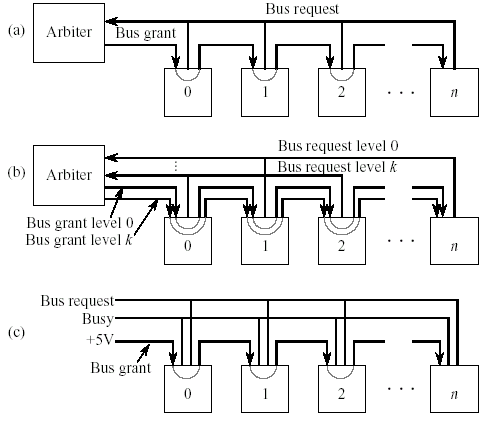 (a)
Arbiter
Bus request
Bus grant
0 1 2 . . . n
(b)
Arbiter
Bus request level 0
Bus request level k
Bus grant level 0
Bus grant level k
0 1 2 . . . n
(c)
Bus request
Busy
+5V
Bus grant
0 1 2 . . . n